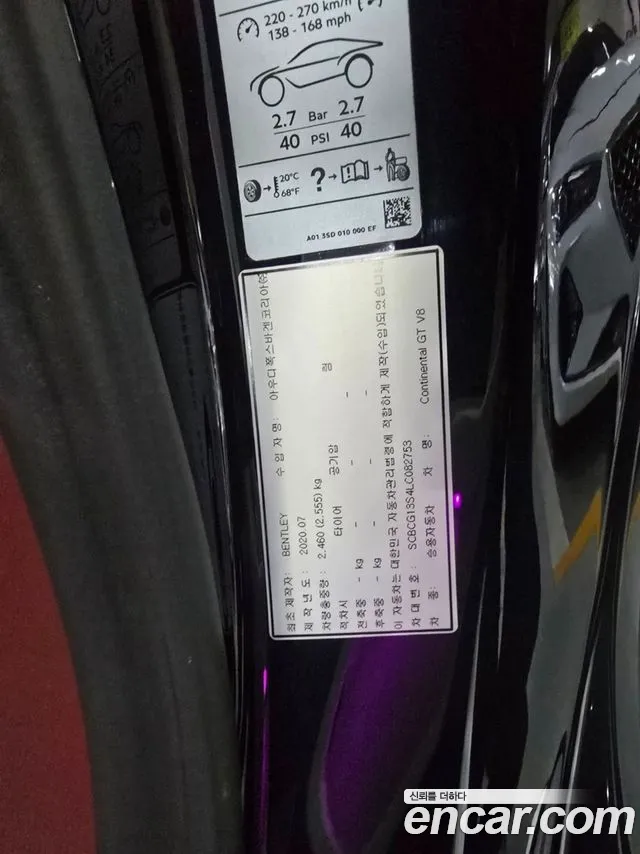 220 - 270 km/h
138 - 168 mph
2.7 Bar 2.7
40 PSI 40
20°C
68°F
?
A01 3SD 010 000 EF
최초 제작자: BENTLEY 수 입 자 명: 아우디폭스바겐코리아㈜
제 작 년 도: 2020.07
차량총중량: 2.460 (2.555) kg
적차시 타이어 공기압 림
전축중 - kg - - -
후축중 - kg - - -
이 자동차는 대한민국 자동차관리법령에 적합하게 제작(수입)되었습니다
차 대 번 호: SCBCG13S4LC082753
차 종: 승용자동차 차 명: Continental GT V8
신뢰를 더하다
encar.com